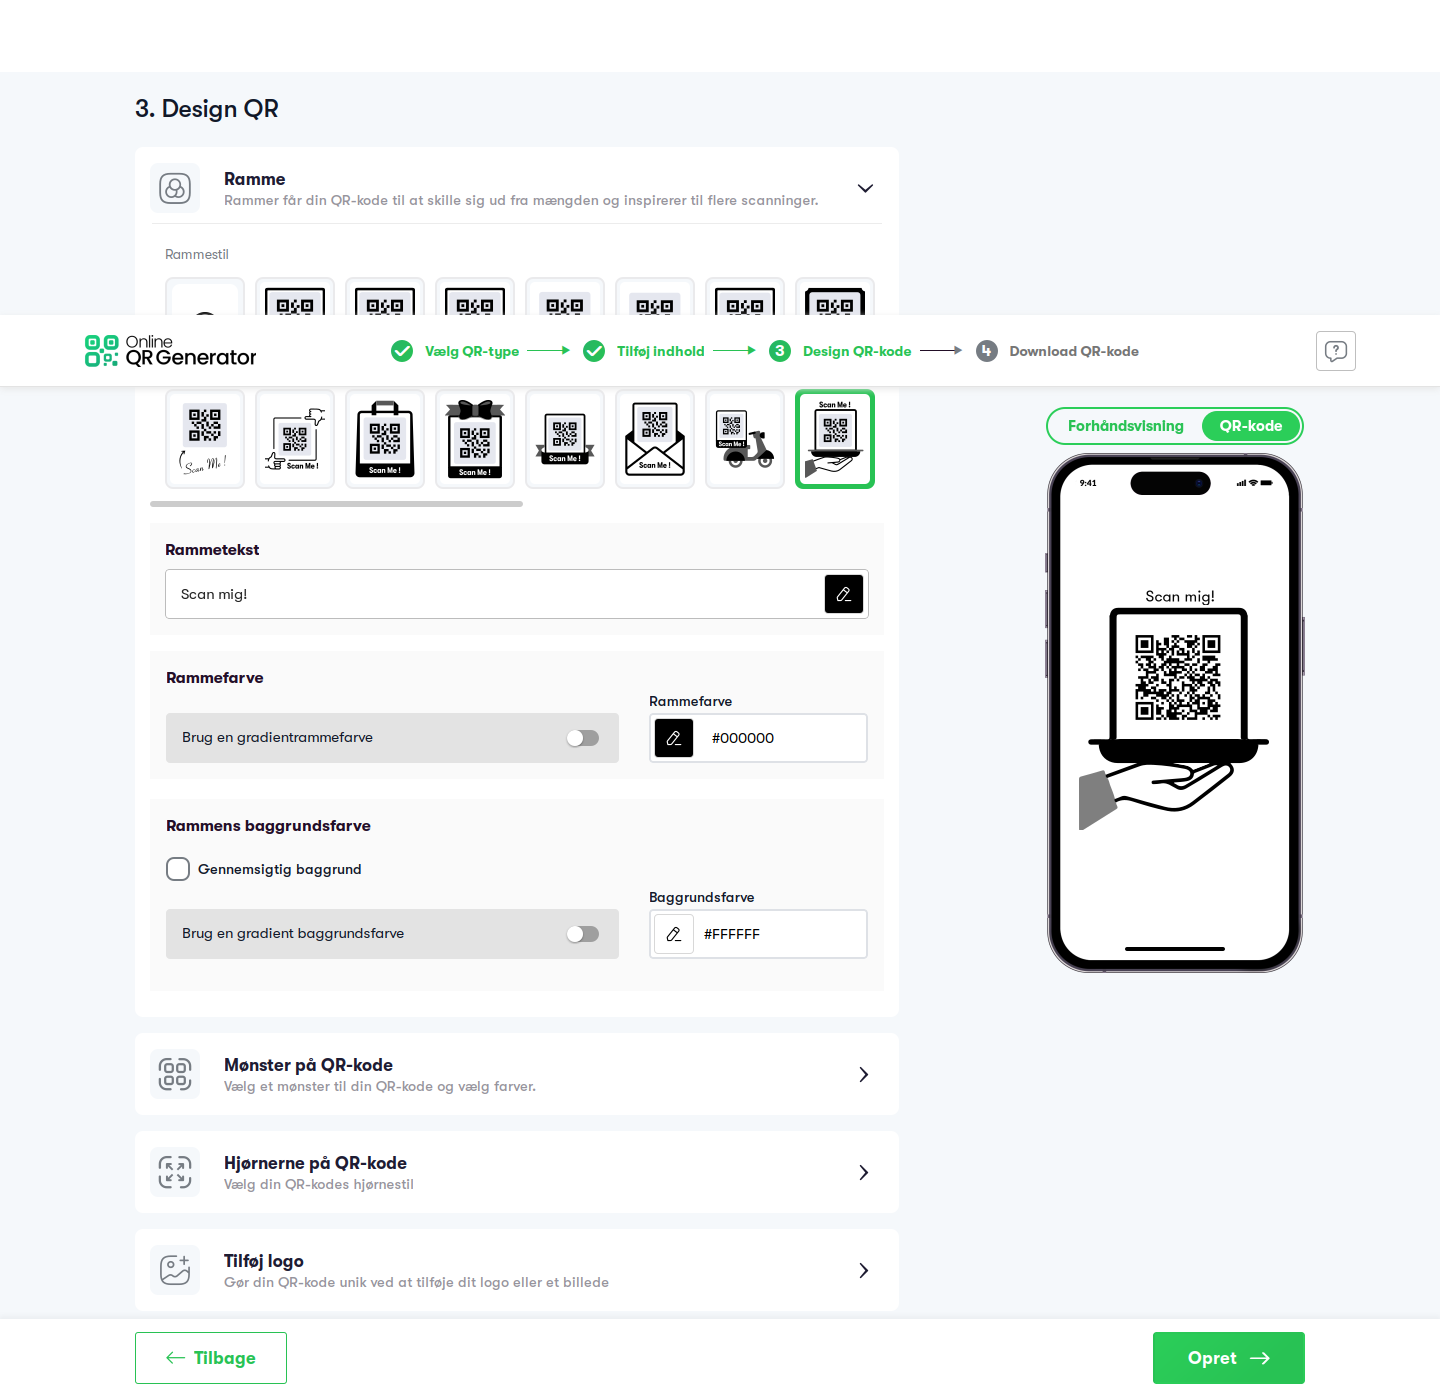 3. Design QR
Ramme
Rammer får din QR-kode til at skille sig ud fra mængden og inspirerer til flere scanninger.
Rammestil
Online
QR Generator
Vælg QR-type
Tilføj indhold
3 Design QR-kode
4 Download QR-kode
Scan Me !
Scan Me !
Scan Me !
Scan Me !
Scan Me !
Scan Me !
Scan Me !
Scan Me !
Rammetekst
Scan mig!
Rammefarve
Rammefarve
Brug en gradientrammefarve
#000000
Rammens baggrundsfarve
Gennemsigtig baggrund
Baggrundsfarve
Brug en gradient baggrundsfarve
#FFFFFF
Forhåndsvisning
QR-kode
9:41
Scan mig!
Mønster på QR-kode
Vælg et mønster til din QR-kode og vælg farver.
Hjørnerne på QR-kode
Vælg din QR-kodes hjørnestil
Tilføj logo
Gør din QR-kode unik ved at tilføje dit logo eller et billede
Tilbage
Opret